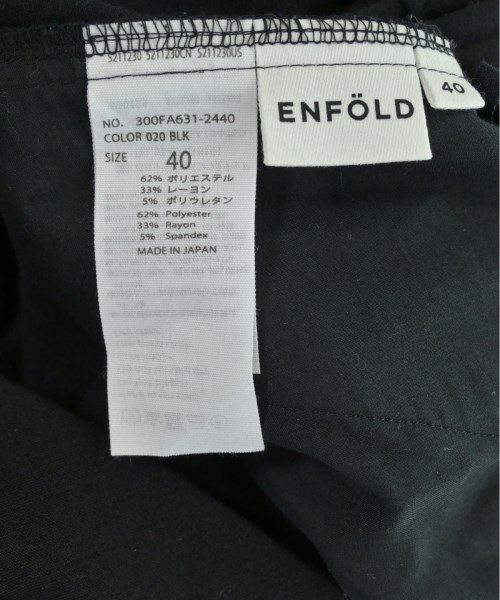 S211230 S211230CN S211230US
NO. 300FA631-2440
COLOR 020 BLK
SIZE 40
62% ポリエステル
33% レーヨン
5% ポリウレタン
62% Polyester
33% Rayon
5% Spandex
MADE IN JAPAN
ENFÖLD
40